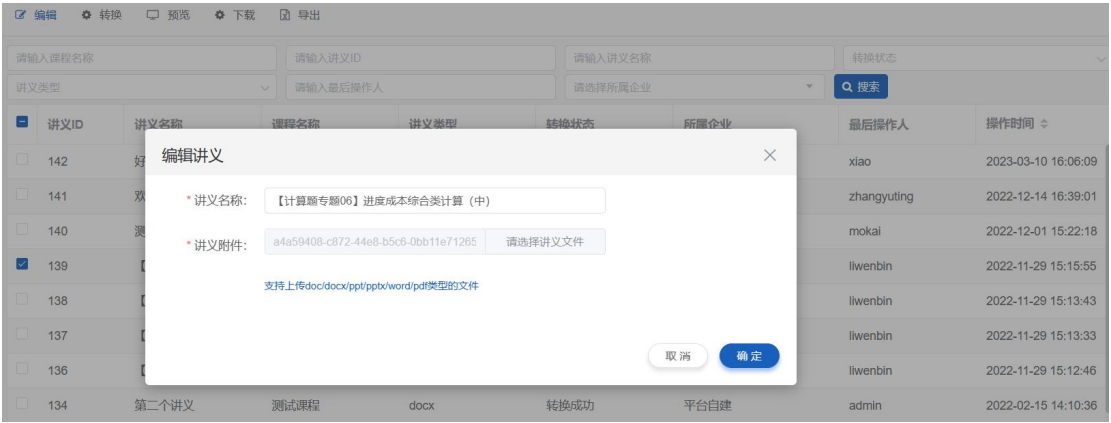 编辑 转换 预览 下载 导出
请输入课程名称 请输入讲义ID 请输入讲义名称 转换状态
讲义类型 请输入最后操作人 请选择所属企业 搜索
讲义ID 讲义名称 课程名称 讲义类型 转换状态 所属企业 最后操作人 操作时间
142 好 xiao 2023-03-10 16:06:09
编辑讲义
141 欢 zhangyuting 2022-12-14 16:39:01
*讲义名称: 【计算题专题06】进度成本综合类计算（中）
140 测 mokai 2022-12-01 15:22:18
*讲义附件: a4a59408-c872-44e8-b5c6-0bb11e71265 请选择讲义文件
139 【 liwenbin 2022-11-29 15:15:55
支持上传doc/docx/ppt/pptx/word/pdf类型的文件
138 【 liwenbin 2022-11-29 15:13:43
137 【 liwenbin 2022-11-29 15:13:33
取消 确定
136 【 liwenbin 2022-11-29 15:12:46
134 第二个讲义 测试课程 docx 转换成功 平台自建 admin 2022-02-15 14:10:36